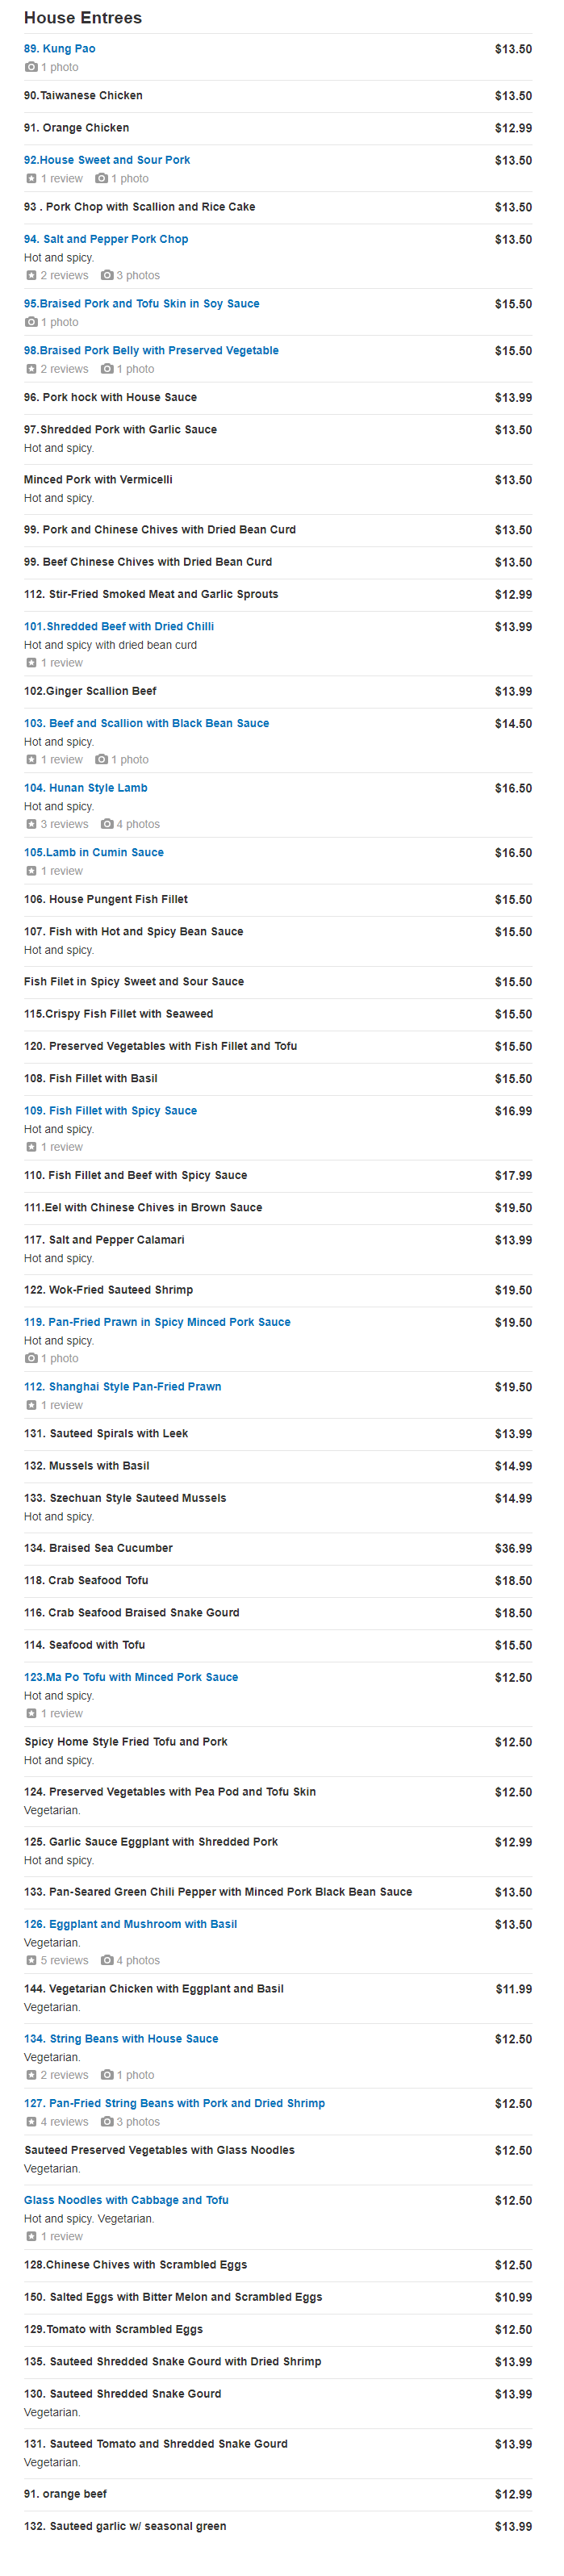 House Entrees
89. Kung Pao $13.50
1 photo
90.Taiwanese Chicken $13.50
91. Orange Chicken $12.99
92.House Sweet and Sour Pork $13.50
1 review 1 photo
93 . Pork Chop with Scallion and Rice Cake $13.50
94. Salt and Pepper Pork Chop $13.50
Hot and spicy.
2 reviews 3 photos
95.Braised Pork and Tofu Skin in Soy Sauce $15.50
1 photo
98.Braised Pork Belly with Preserved Vegetable $15.50
2 reviews 1 photo
96. Pork hock with House Sauce $13.99
97.Shredded Pork with Garlic Sauce $13.50
Hot and spicy.
Minced Pork with Vermicelli $13.50
Hot and spicy.
99. Pork and Chinese Chives with Dried Bean Curd $13.50
99. Beef Chinese Chives with Dried Bean Curd $13.50
112. Stir-Fried Smoked Meat and Garlic Sprouts $12.99
101.Shredded Beef with Dried Chilli $13.99
Hot and spicy with dried bean curd
1 review
102.Ginger Scallion Beef $13.99
103. Beef and Scallion with Black Bean Sauce $14.50
Hot and spicy.
1 review 1 photo
104. Hunan Style Lamb $16.50
Hot and spicy.
3 reviews 4 photos
105.Lamb in Cumin Sauce $16.50
1 review
106. House Pungent Fish Fillet $15.50
107. Fish with Hot and Spicy Bean Sauce $15.50
Hot and spicy.
Fish Filet in Spicy Sweet and Sour Sauce $15.50
115.Crispy Fish Fillet with Seaweed $15.50
120. Preserved Vegetables with Fish Fillet and Tofu $15.50
108. Fish Fillet with Basil $15.50
109. Fish Fillet with Spicy Sauce $16.99
Hot and spicy.
1 review
110. Fish Fillet and Beef with Spicy Sauce $17.99
111.Eel with Chinese Chives in Brown Sauce $19.50
117. Salt and Pepper Calamari $13.99
Hot and spicy.
122. Wok-Fried Sauteed Shrimp $19.50
119. Pan-Fried Prawn in Spicy Minced Pork Sauce $19.50
Hot and spicy.
1 photo
112. Shanghai Style Pan-Fried Prawn $19.50
1 review
131. Sauteed Spirals with Leek $13.99
132. Mussels with Basil $14.99
133. Szechuan Style Sauteed Mussels $14.99
Hot and spicy.
134. Braised Sea Cucumber $36.99
118. Crab Seafood Tofu $18.50
116. Crab Seafood Braised Snake Gourd $18.50
114. Seafood with Tofu $15.50
123.Ma Po Tofu with Minced Pork Sauce $12.50
Hot and spicy.
1 review
Spicy Home Style Fried Tofu and Pork $12.50
Hot and spicy.
124. Preserved Vegetables with Pea Pod and Tofu Skin $12.50
Vegetarian.
125. Garlic Sauce Eggplant with Shredded Pork $12.99
Hot and spicy.
133. Pan-Seared Green Chili Pepper with Minced Pork Black Bean Sauce $13.50
126. Eggplant and Mushroom with Basil $13.50
Vegetarian.
5 reviews 4 photos
144. Vegetarian Chicken with Eggplant and Basil $11.99
Vegetarian.
134. String Beans with House Sauce $12.50
Vegetarian.
2 reviews 1 photo
127. Pan-Fried String Beans with Pork and Dried Shrimp $12.50
4 reviews 3 photos
Sauteed Preserved Vegetables with Glass Noodles $12.50
Vegetarian.
Glass Noodles with Cabbage and Tofu $12.50
Hot and spicy. Vegetarian.
1 review
128.Chinese Chives with Scrambled Eggs $12.50
150. Salted Eggs with Bitter Melon and Scrambled Eggs $10.99
129.Tomato with Scrambled Eggs $12.50
135. Sauteed Shredded Snake Gourd with Dried Shrimp $13.99
130. Sauteed Shredded Snake Gourd $13.99
Vegetarian.
131. Sauteed Tomato and Shredded Snake Gourd $13.99
Vegetarian.
91. orange beef $12.99
132. Sauteed garlic w/ seasonal green $13.99